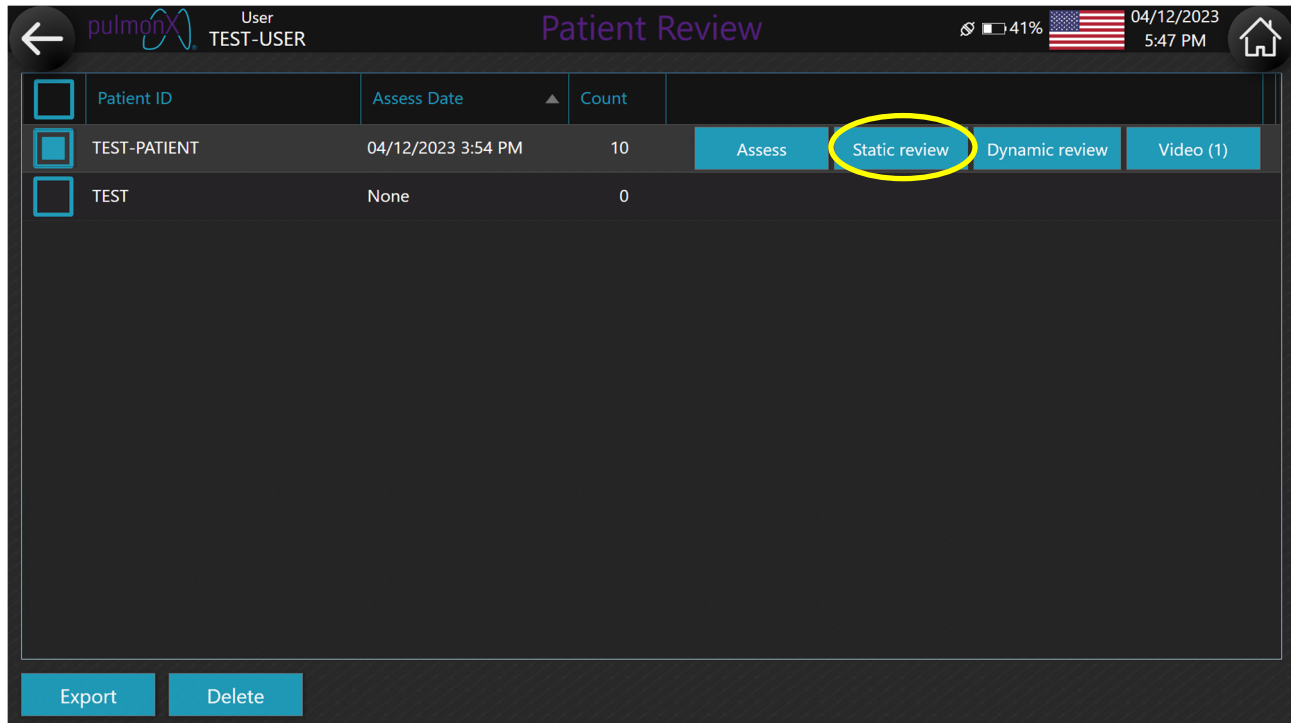 pulmonX®
User
TEST-USER
Patient Review
41%
04/12/2023
5:47 PM
Patient ID Assess Date Count
TEST-PATIENT 04/12/2023 3:54 PM 10 Assess Static review Dynamic review Video (1)
TEST None 0
Export Delete